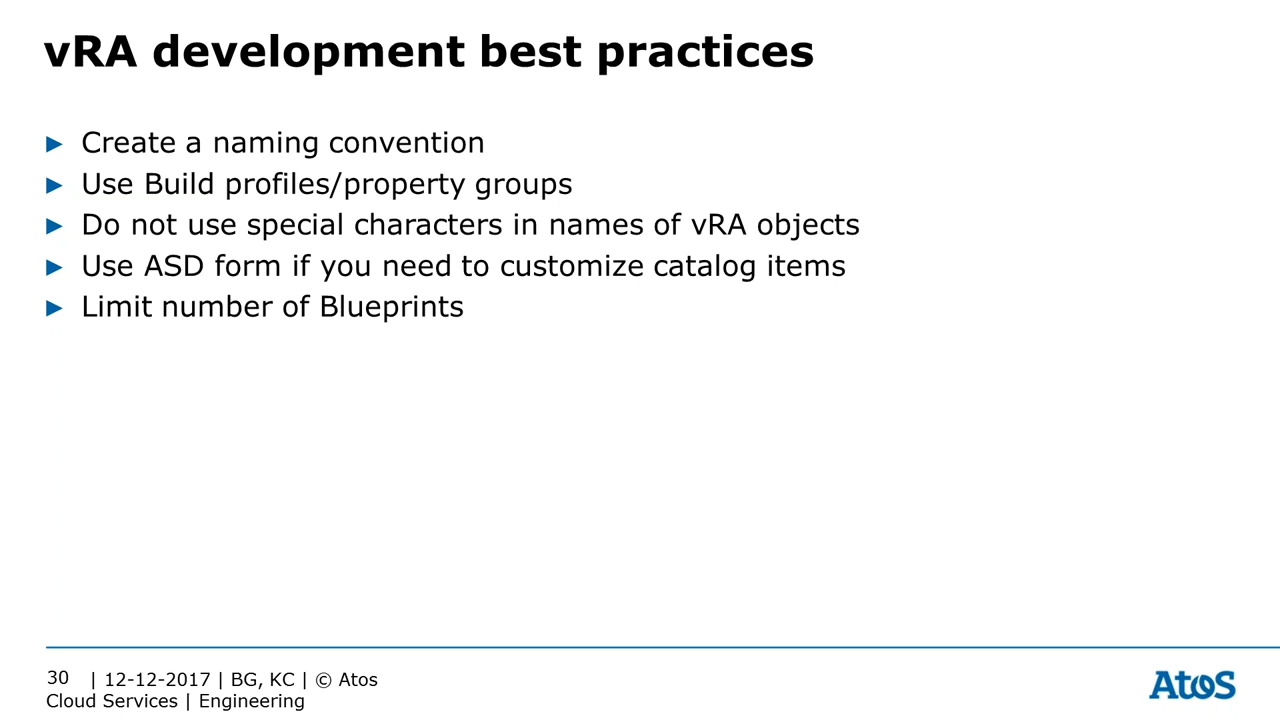 vRA development best practices
► Create a naming convention
► Use Build profiles/property groups
► Do not use special characters in names of vRA objects
► Use ASD form if you need to customize catalog items
► Limit number of Blueprints
30 | 12-12-2017 | BG, KC | © Atos
Cloud Services | Engineering
Atos